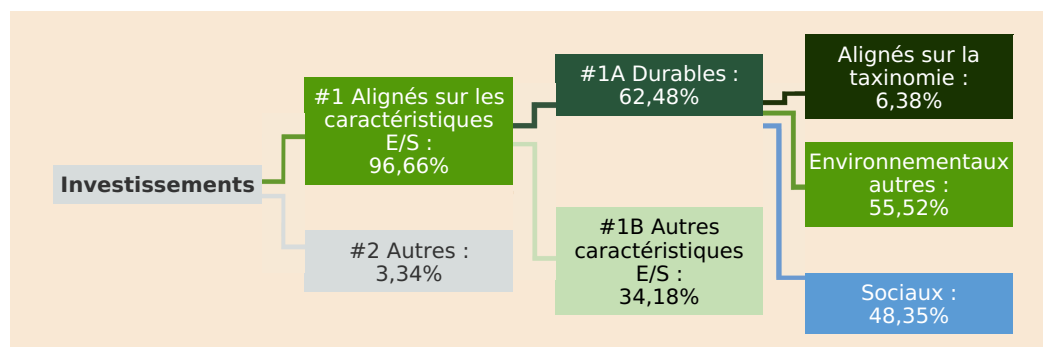 Investissements
#1 Alignés sur les
caractéristiques
E/S :
96,66%
#2 Autres :
3,34%
#1A Durables :
62,48%
#1B Autres
caractéristiques
E/S :
34,18%
Alignés sur la
taxinomie :
6,38%
Environnementaux
autres :
55,52%
Sociaux :
48,35%